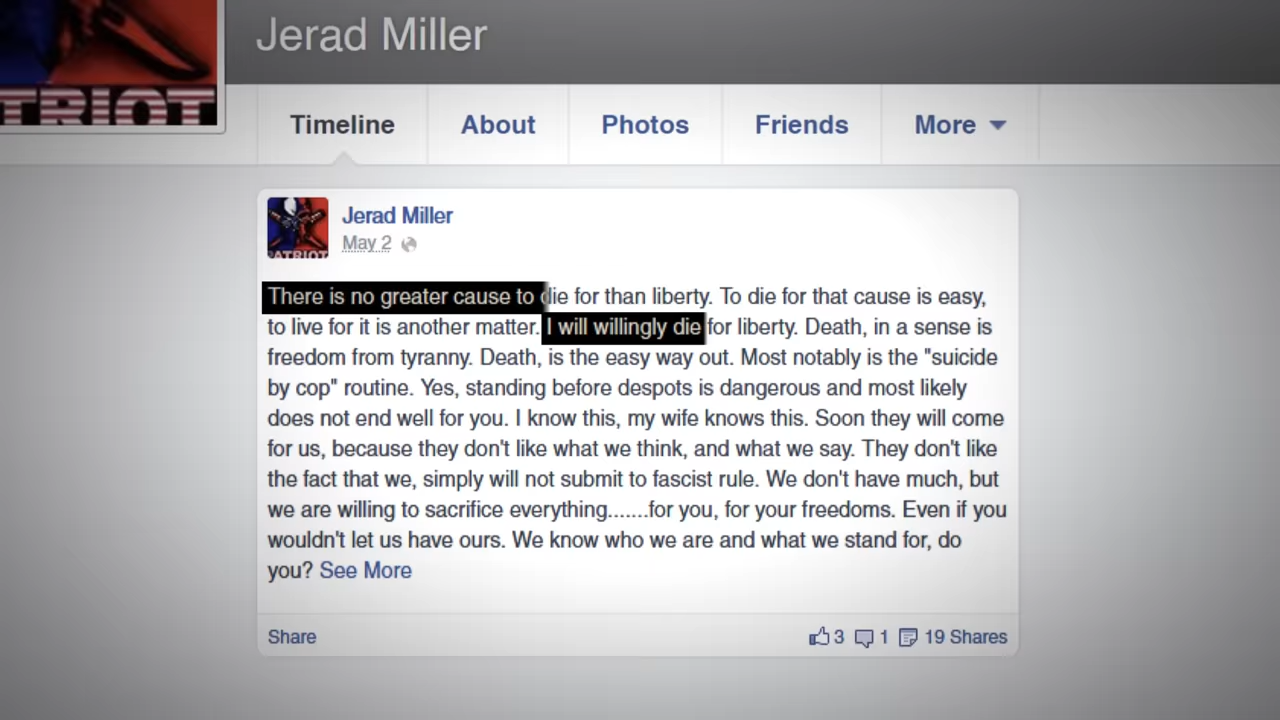 Jerad Miller
TRIOT
Timeline About Photos Friends More
Jerad Miller
May 2
ATRIOT
There is no greater cause to die for than liberty. To die for that cause is easy,
to live for it is another matter. I will willingly die for liberty. Death, in a sense is
freedom from tyranny. Death, is the easy way out. Most notably is the "suicide
by cop" routine. Yes, standing before despots is dangerous and most likely
does not end well for you. I know this, my wife knows this. Soon they will come
for us, because they don't like what we think, and what we say. They don't like
the fact that we, simply will not submit to fascist rule. We don't have much, but
we are willing to sacrifice everything.......for you, for your freedoms. Even if you
wouldn't let us have ours. We know who we are and what we stand for, do
you? See More
Share 3 1 19 Shares